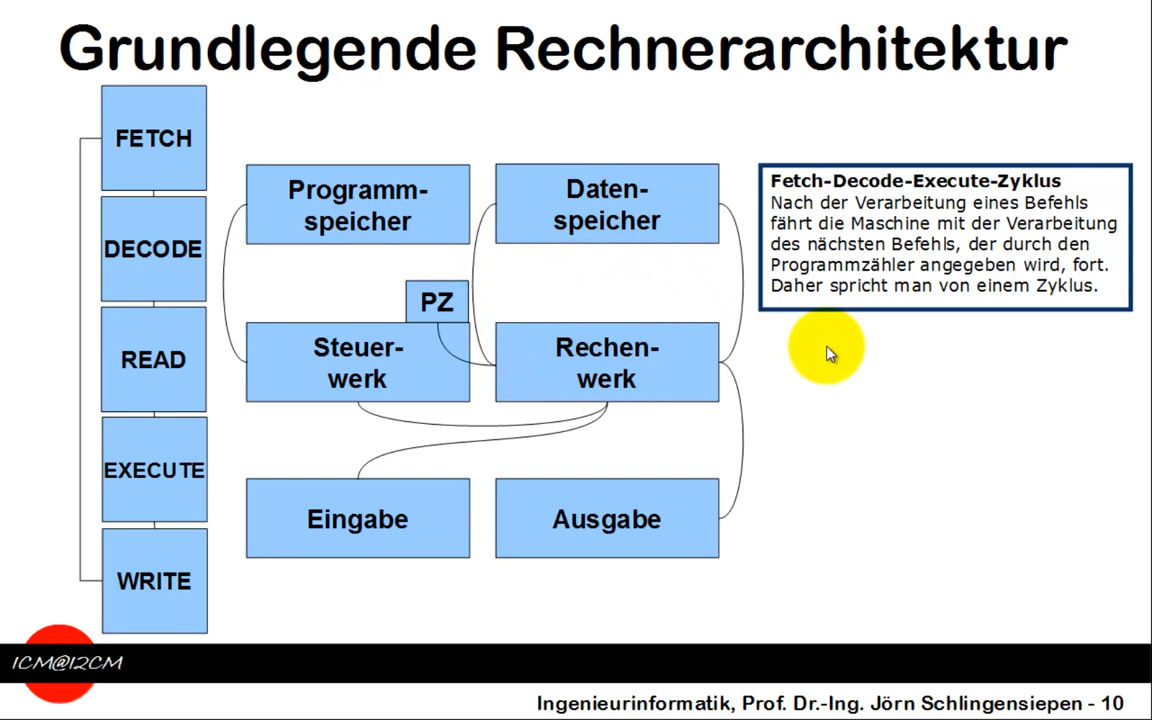 Grundlegende Rechnerarchitektur
FETCH
DECODE
READ
EXECUTE
WRITE
Programm-
speicher
Daten-
speicher
PZ
Steuer-
werk
Rechen-
werk
Eingabe
Ausgabe
Fetch-Decode-Execute-Zyklus
Nach der Verarbeitung eines Befehls
fährt die Maschine mit der Verarbeitung
des nächsten Befehls, der durch den
Programmzähler angegeben wird, fort.
Daher spricht man von einem Zyklus.
1CM@12CM
Ingenieurinformatik, Prof. Dr.-Ing. Jörn Schlingensiepen - 10